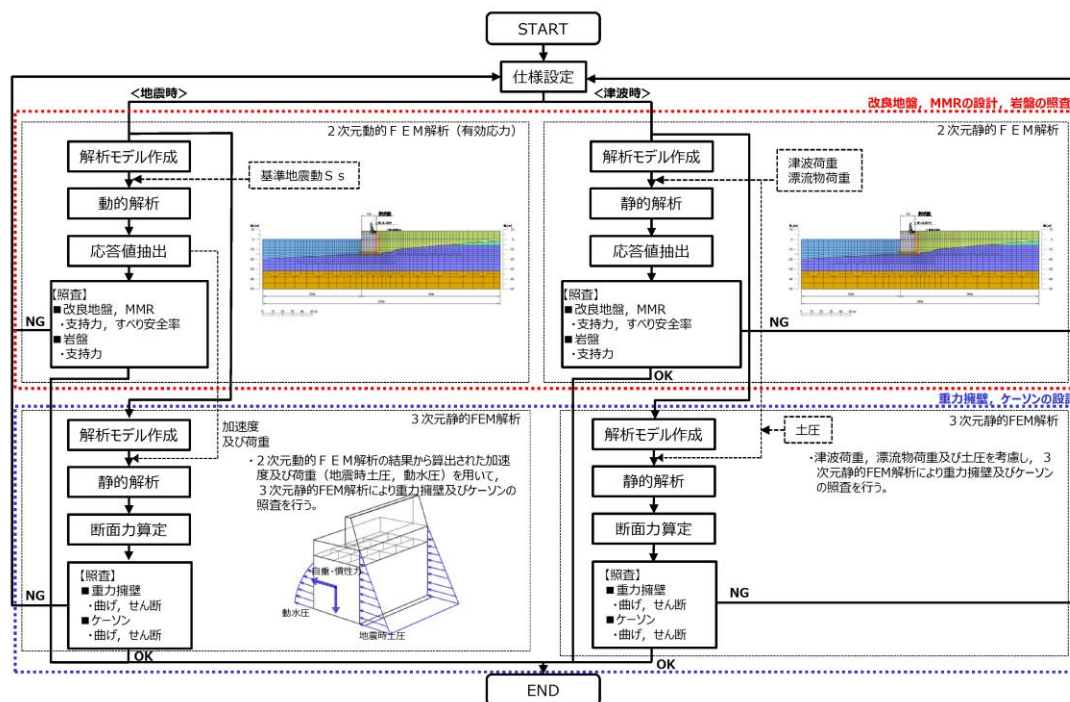 START
仕様設定
<地震時>
<津波時>
改良地盤，MMRの設計，岩盤の照査
２次元動的ＦＥＭ解析（有効応力）
解析モデル作成
基準地震動Ｓｓ
動的解析
応答値抽出
【照査】
■改良地盤，MMR
・支持力，すべり安全率
■岩盤
・支持力
NG
２次元静的ＦＥＭ解析
解析モデル作成
津波荷重
漂流物荷重
静的解析
応答値抽出
【照査】
■改良地盤，MMR
・支持力，すべり安全率
■岩盤
・支持力
NG
OK
重力擁壁，ケーソンの設計
３次元静的FEM解析
解析モデル作成
加速度
及び荷重
・２次元動的ＦＥＭ解析の結果から算出された加速
度及び荷重（地震時土圧，動水圧）を用いて，
３次元静的FEM解析により重力擁壁及びケーソンの
照査を行う。
静的解析
断面力算定
自重・慣性力
動水圧
地震時土圧
【照査】
■重力擁壁
・曲げ，せん断
■ケーソン
・曲げ，せん断
NG
OK
３次元静的FEM解析
解析モデル作成
土圧
・津波荷重，漂流物荷重及び土圧を考慮し，３
次元静的FEM解析により重力擁壁及びケーソン
の照査を行う。
静的解析
断面力算定
【照査】
■重力擁壁
・曲げ，せん断
■ケーソン
・曲げ，せん断
NG
OK
END